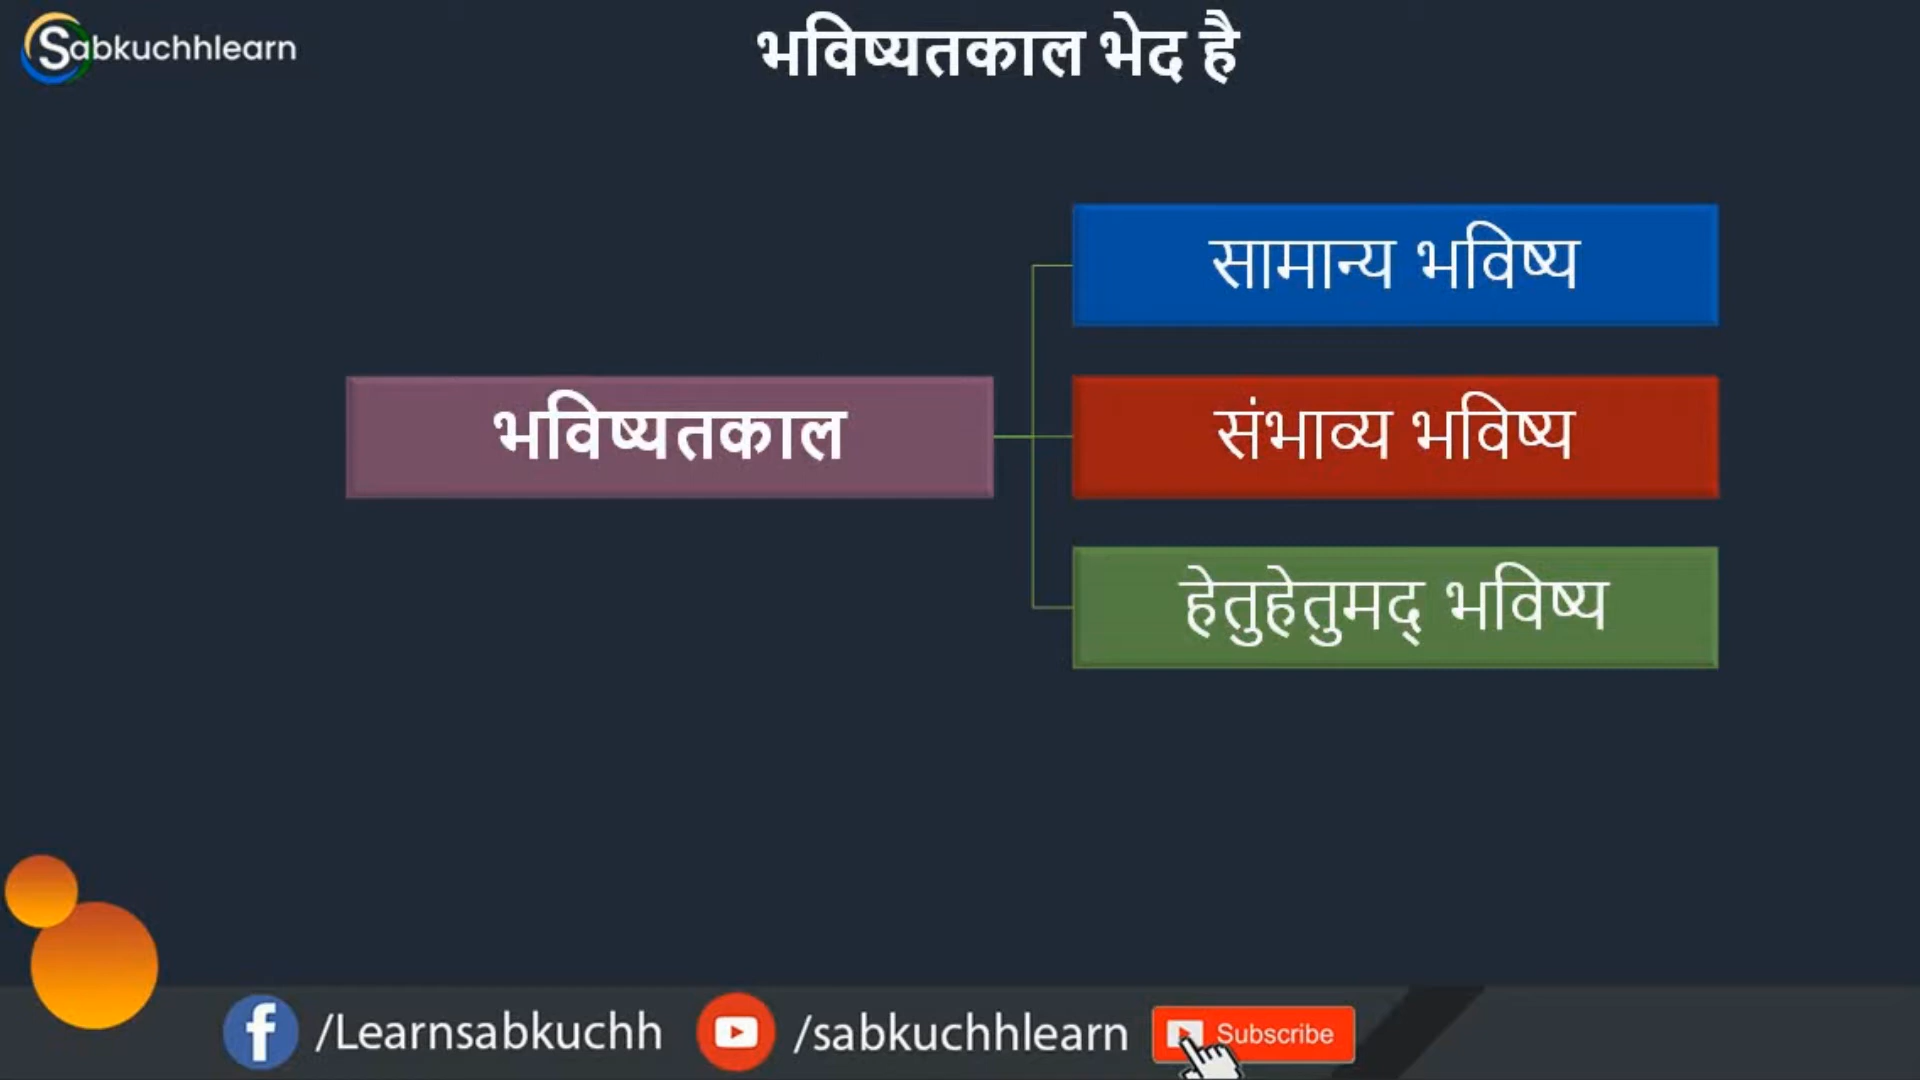 Sabkuchhlearn
भविष्यतकाल भेद है
सामान्य भविष्य
भविष्यतकाल
संभाव्य भविष्य
हेतुहेतुमद् भविष्य
/Learnsabkuchh
/sabkuchhlearn
Subscribe